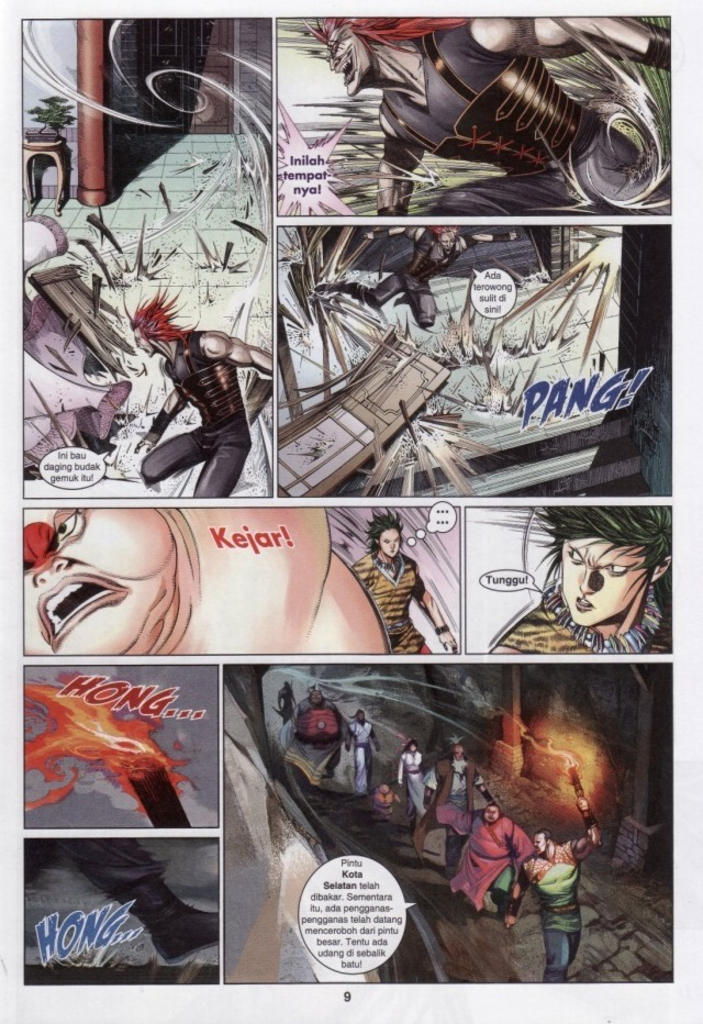 Ini bau
daging budak
gemuk itu!
Inilah
tempat-
nya!
Ada
terowong
sulit di
sini!
PANG!
Kejar!
...
...
Tunggu!
HONG...
HONG...
Pintu
Kota
Selatan telah
dibakar. Sementara
itu, ada pengganas-
pengganas telah datang
menceroboh dari pintu
besar. Tentu ada
udang di sebalik
batu!
9